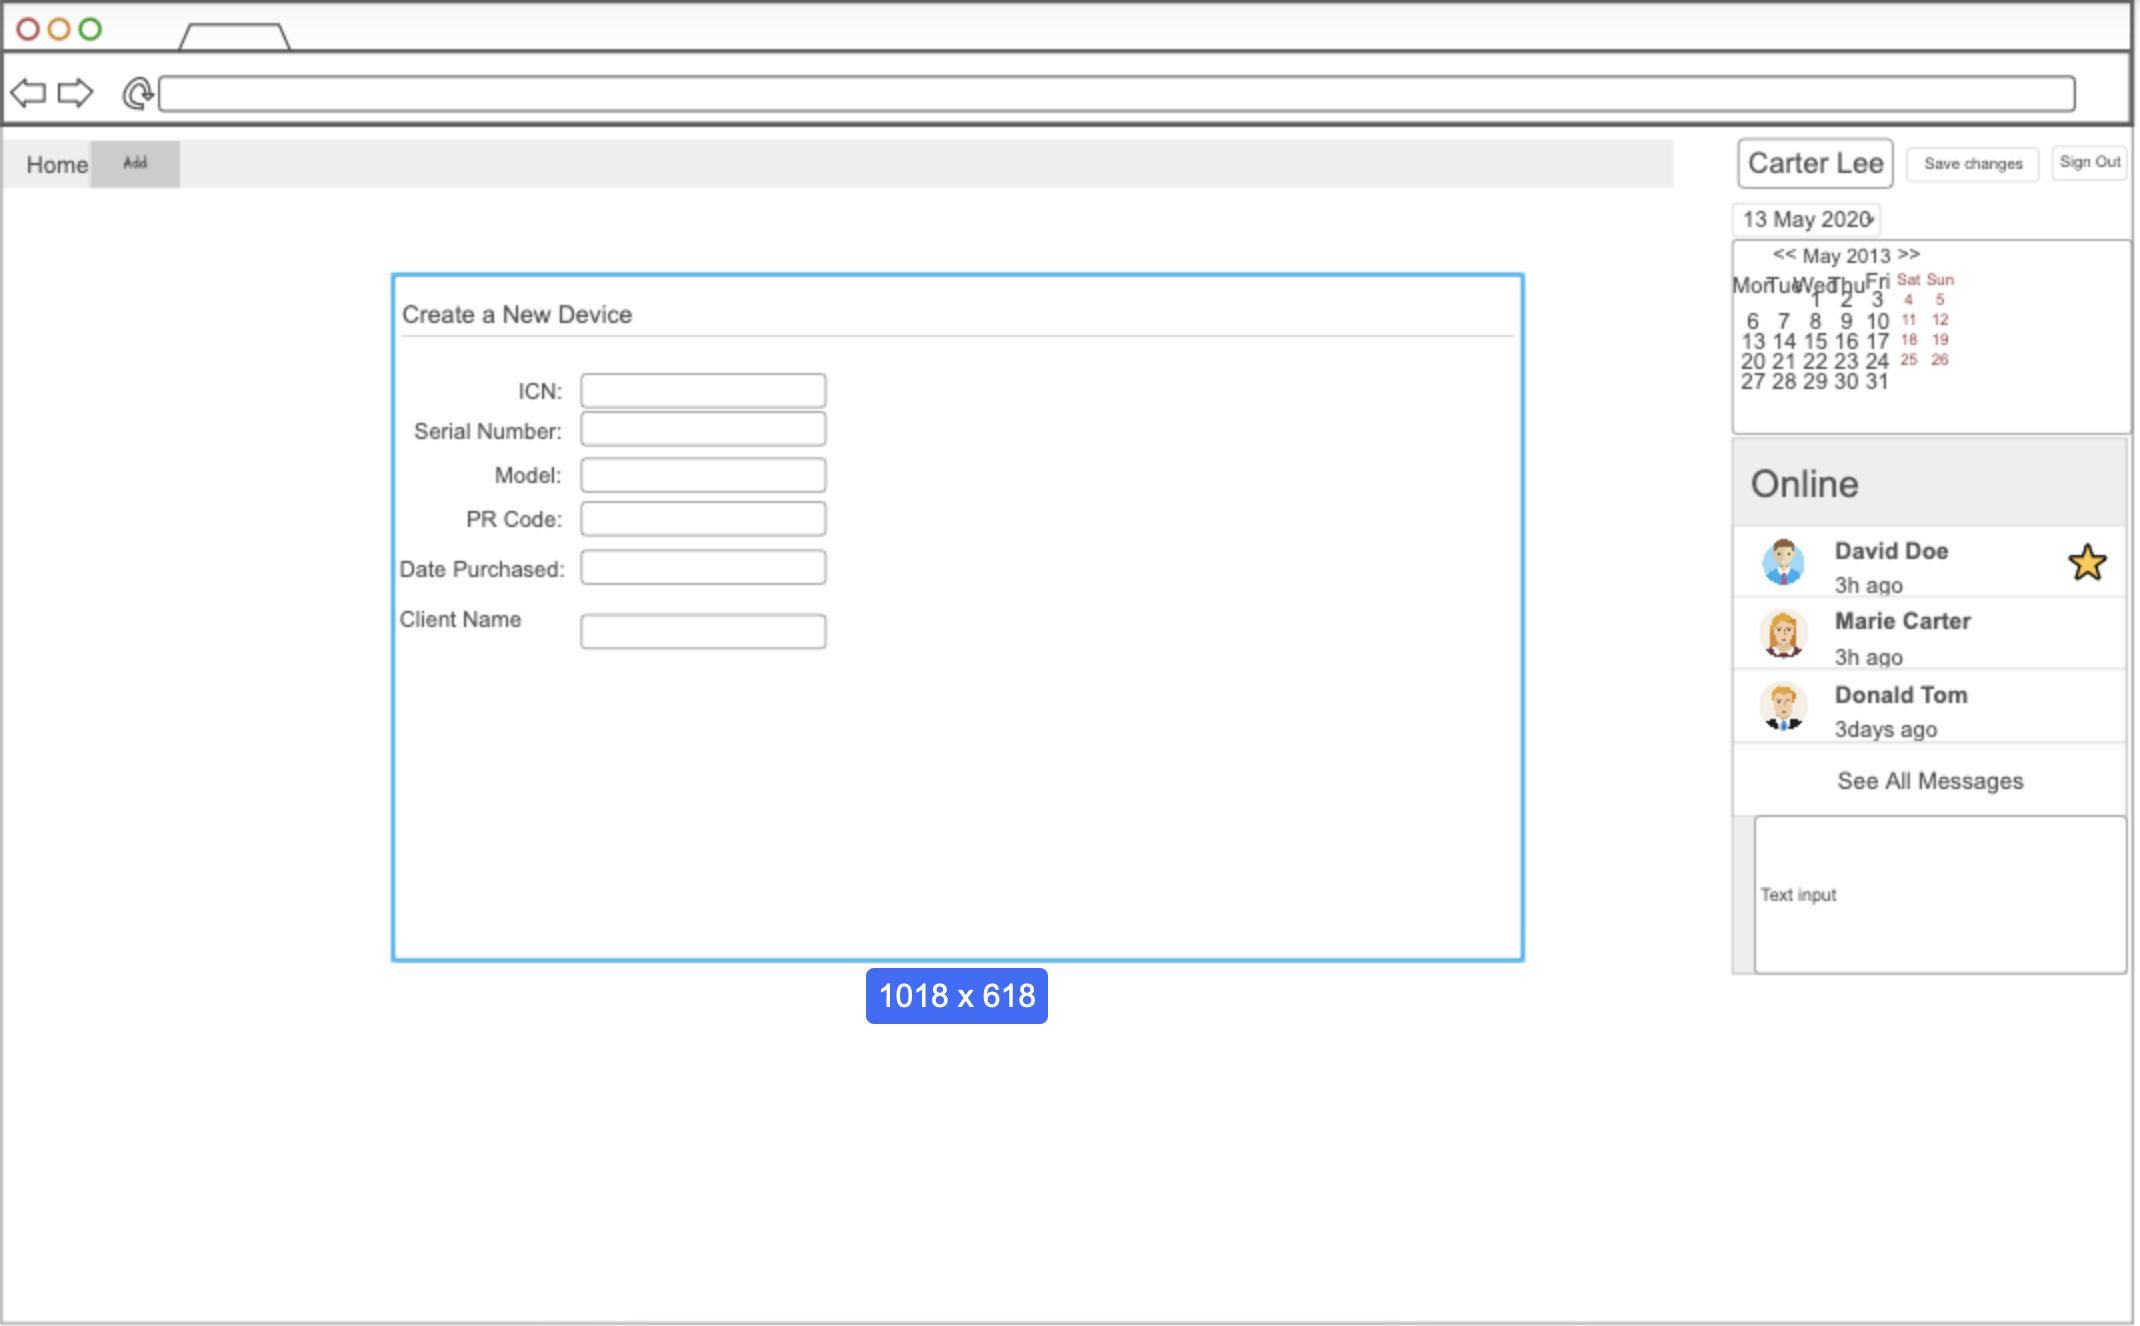 Home Add
Carter Lee Save changes Sign Out
13 May 2020
<< May 2013 >>
Mon Tue Wed Thu Fri Sat Sun
1 2 3 4 5
6 7 8 9 10 11 12
13 14 15 16 17 18 19
20 21 22 23 24 25 26
27 28 29 30 31
Create a New Device
ICN:
Serial Number:
Model:
PR Code:
Date Purchased:
Client Name
1018 x 618
Online
David Doe
3h ago
Marie Carter
3h ago
Donald Tom
3days ago
See All Messages
Text input